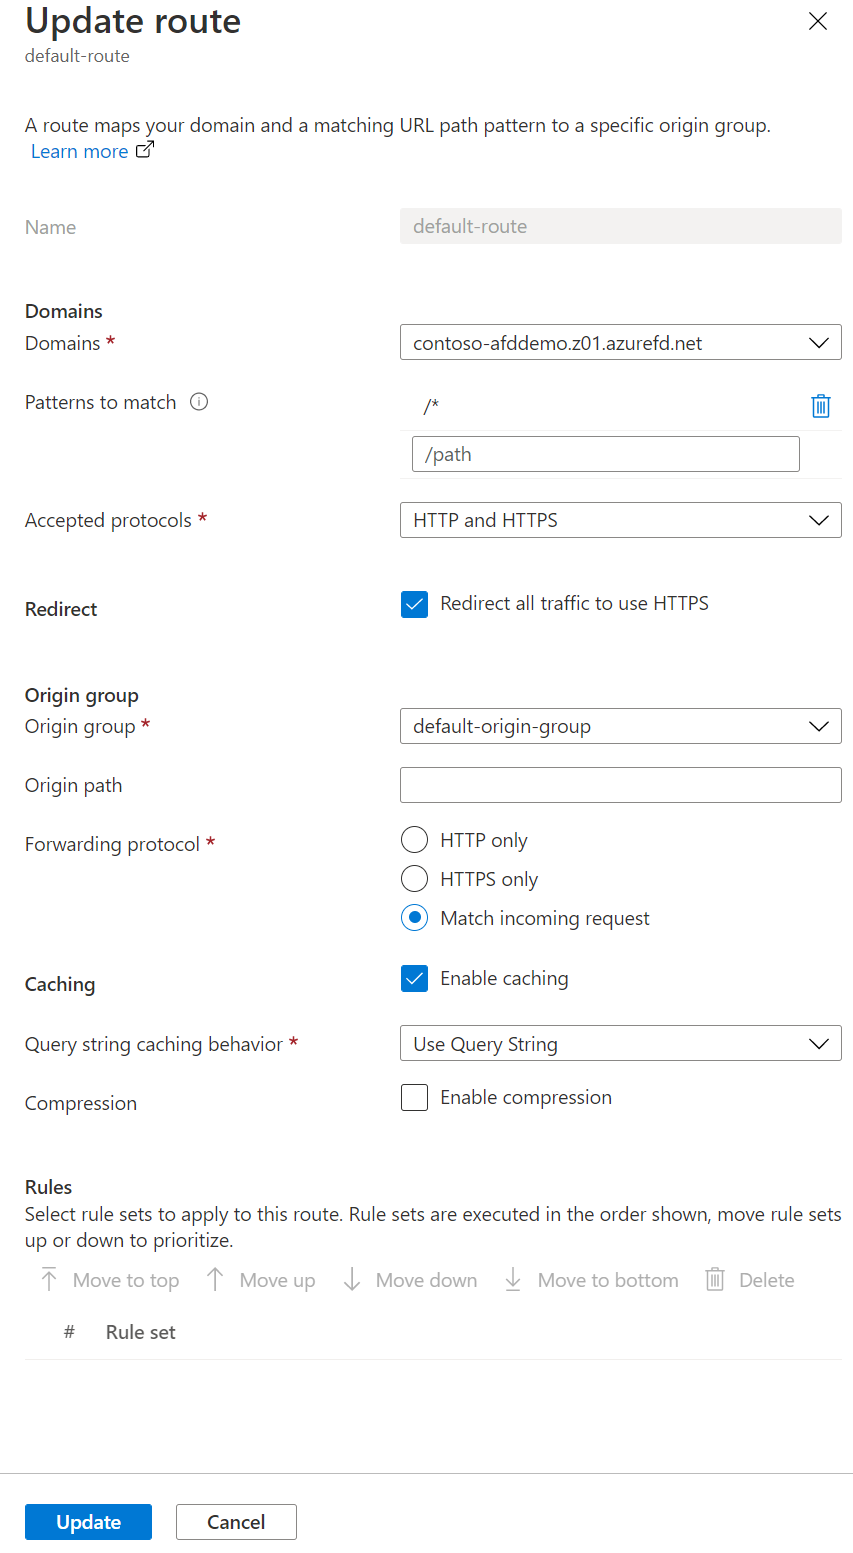 Update route
default-route
A route maps your domain and a matching URL path pattern to a specific origin group.
Learn more
Name
default-route
Domains
Domains *
contoso-afddemo.z01.azurefd.net
Patterns to match
/*
/path
Accepted protocols *
HTTP and HTTPS
Redirect
Redirect all traffic to use HTTPS
Origin group
Origin group *
default-origin-group
Origin path
Forwarding protocol *
HTTP only
HTTPS only
Match incoming request
Caching
Enable caching
Query string caching behavior *
Use Query String
Compression
Enable compression
Rules
Select rule sets to apply to this route. Rule sets are executed in the order shown, move rule sets
up or down to prioritize.
Move to top Move up Move down Move to bottom Delete
# Rule set
Update Cancel